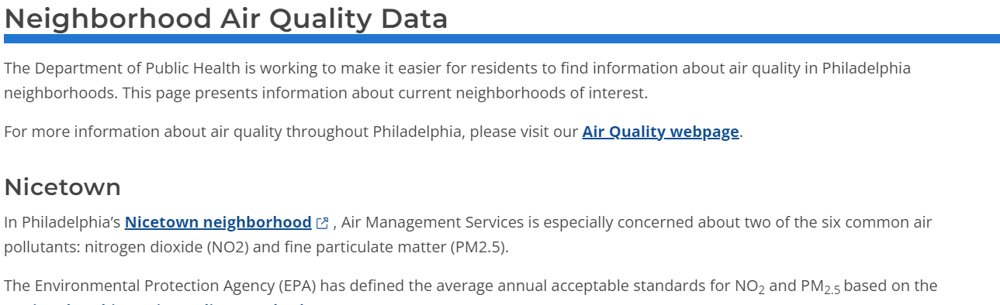 Neighborhood Air Quality Data
The Department of Public Health is working to make it easier for residents to find information about air quality in Philadelphia
neighborhoods. This page presents information about current neighborhoods of interest.
For more information about air quality throughout Philadelphia, please visit our Air Quality webpage.
Nicetown
In Philadelphia’s Nicetown neighborhood , Air Management Services is especially concerned about two of the six common air
pollutants: nitrogen dioxide (NO2) and fine particulate matter (PM2.5).
The Environmental Protection Agency (EPA) has defined the average annual acceptable standards for NO2 and PM2.5 based on the